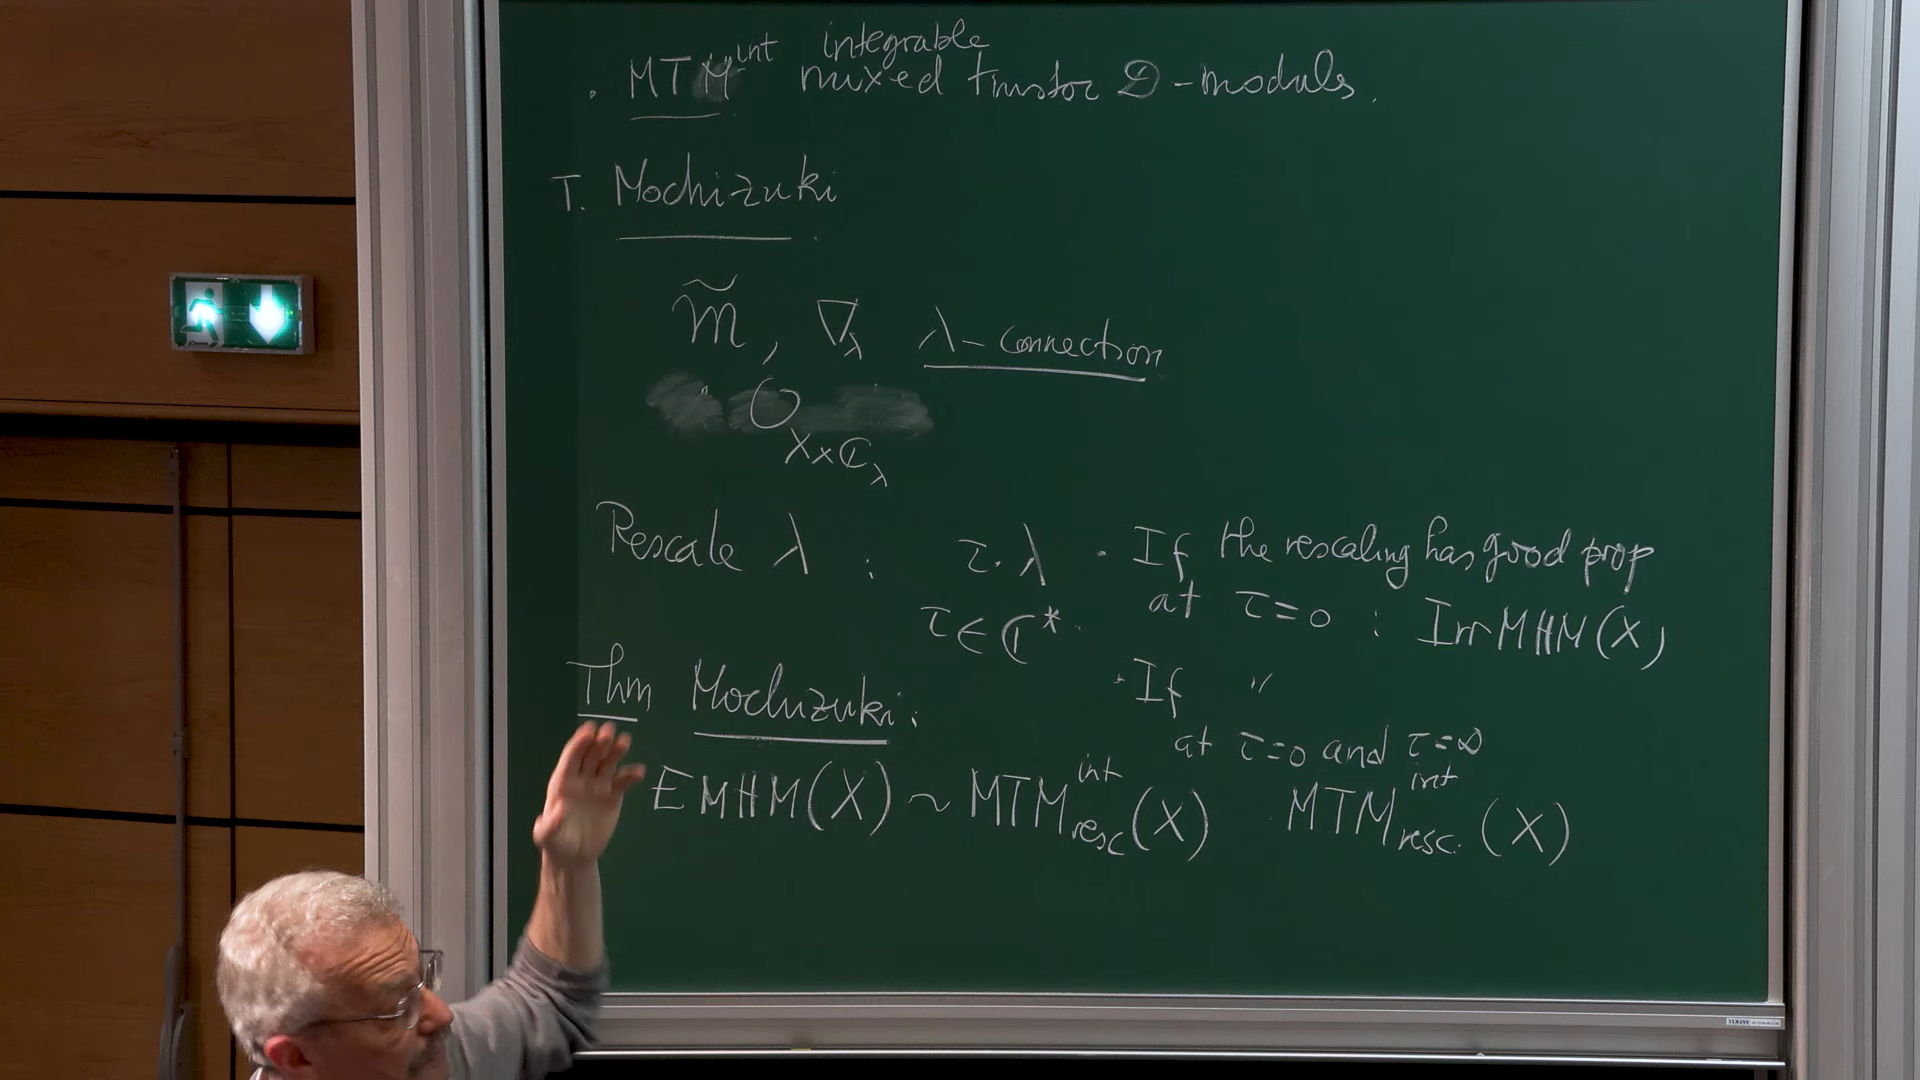 . MTM^int integrable
mixed twistor 𝒟-modules.
T. Mochizuki
m̃, ∇_λ λ-connection
O_{X×ℂ_λ}
Rescale λ : τ.λ
τ∈ℂ*.
· If the rescaling has good prop
at τ=0 : IrrMHM(X)
· If "
at τ=0 and τ=∞
MTM^int_resc. (X)
Thm Mochizuki:
EMHM(X) ~ MTM^int_resc (X)